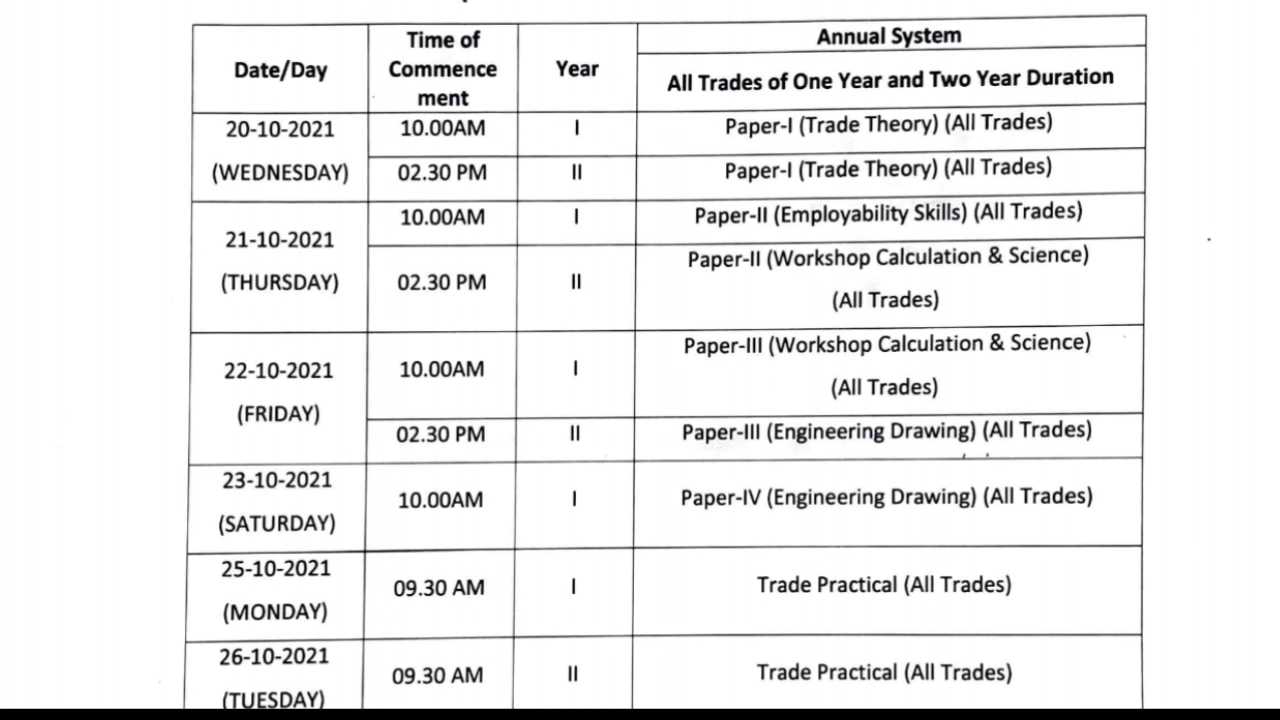 Date/Day
Time of
Commence
ment
Year
Annual System
All Trades of One Year and Two Year Duration
20-10-2021
(WEDNESDAY)
10.00AM
I
Paper-I (Trade Theory) (All Trades)
02.30 PM
II
Paper-I (Trade Theory) (All Trades)
21-10-2021
(THURSDAY)
10.00AM
I
Paper-II (Employability Skills) (All Trades)
02.30 PM
II
Paper-II (Workshop Calculation & Science)
(All Trades)
22-10-2021
(FRIDAY)
10.00AM
I
Paper-III (Workshop Calculation & Science)
(All Trades)
02.30 PM
II
Paper-III (Engineering Drawing) (All Trades)
23-10-2021
(SATURDAY)
10.00AM
I
Paper-IV (Engineering Drawing) (All Trades)
25-10-2021
(MONDAY)
09.30 AM
I
Trade Practical (All Trades)
26-10-2021
(TUESDAY)
09.30 AM
II
Trade Practical (All Trades)